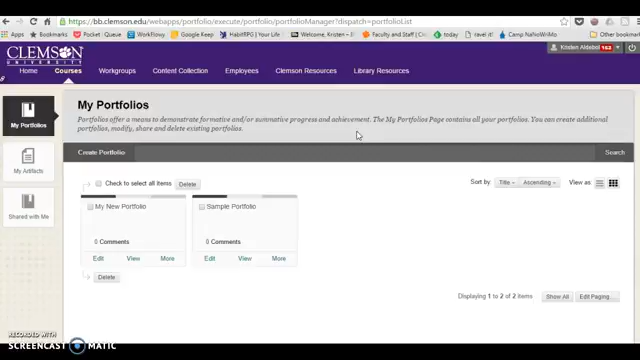 https://bb.clemson.edu/webapps/portfolio/execute/portfolio/portfolioManager?dispatch=portfolioList
Apps Bookmarks Pocket: Queue Workflowy. Google Keep HabitRPG | Your Life Welcome, Kristen – Faculty and Staff | C today ravel it! Camp NaNoWriMo Other bookmarks
CLEMSON
UNIVERSITY
Kristen Aldebol 163
Home Courses Workgroups Content Collection Employees Clemson Resources Library Resources
My Portfolios
My Artifacts
Shared with Me
My Portfolios
Portfolios offer a means to demonstrate formative and/or summative progress and achievement. The My Portfolios Page contains all your portfolios. You can create additional
portfolios, modify, share and delete existing portfolios.
Create Portfolio Search
Check to select all items Delete Sort by: Title Ascending View as:
My New Portfolio Sample Portfolio
0 Comments 0 Comments
Edit View More Edit View More
Delete
Displaying 1 to 2 of 2 items Show All Edit Paging...
RECORDED WITH
SCREENCAST MATIC